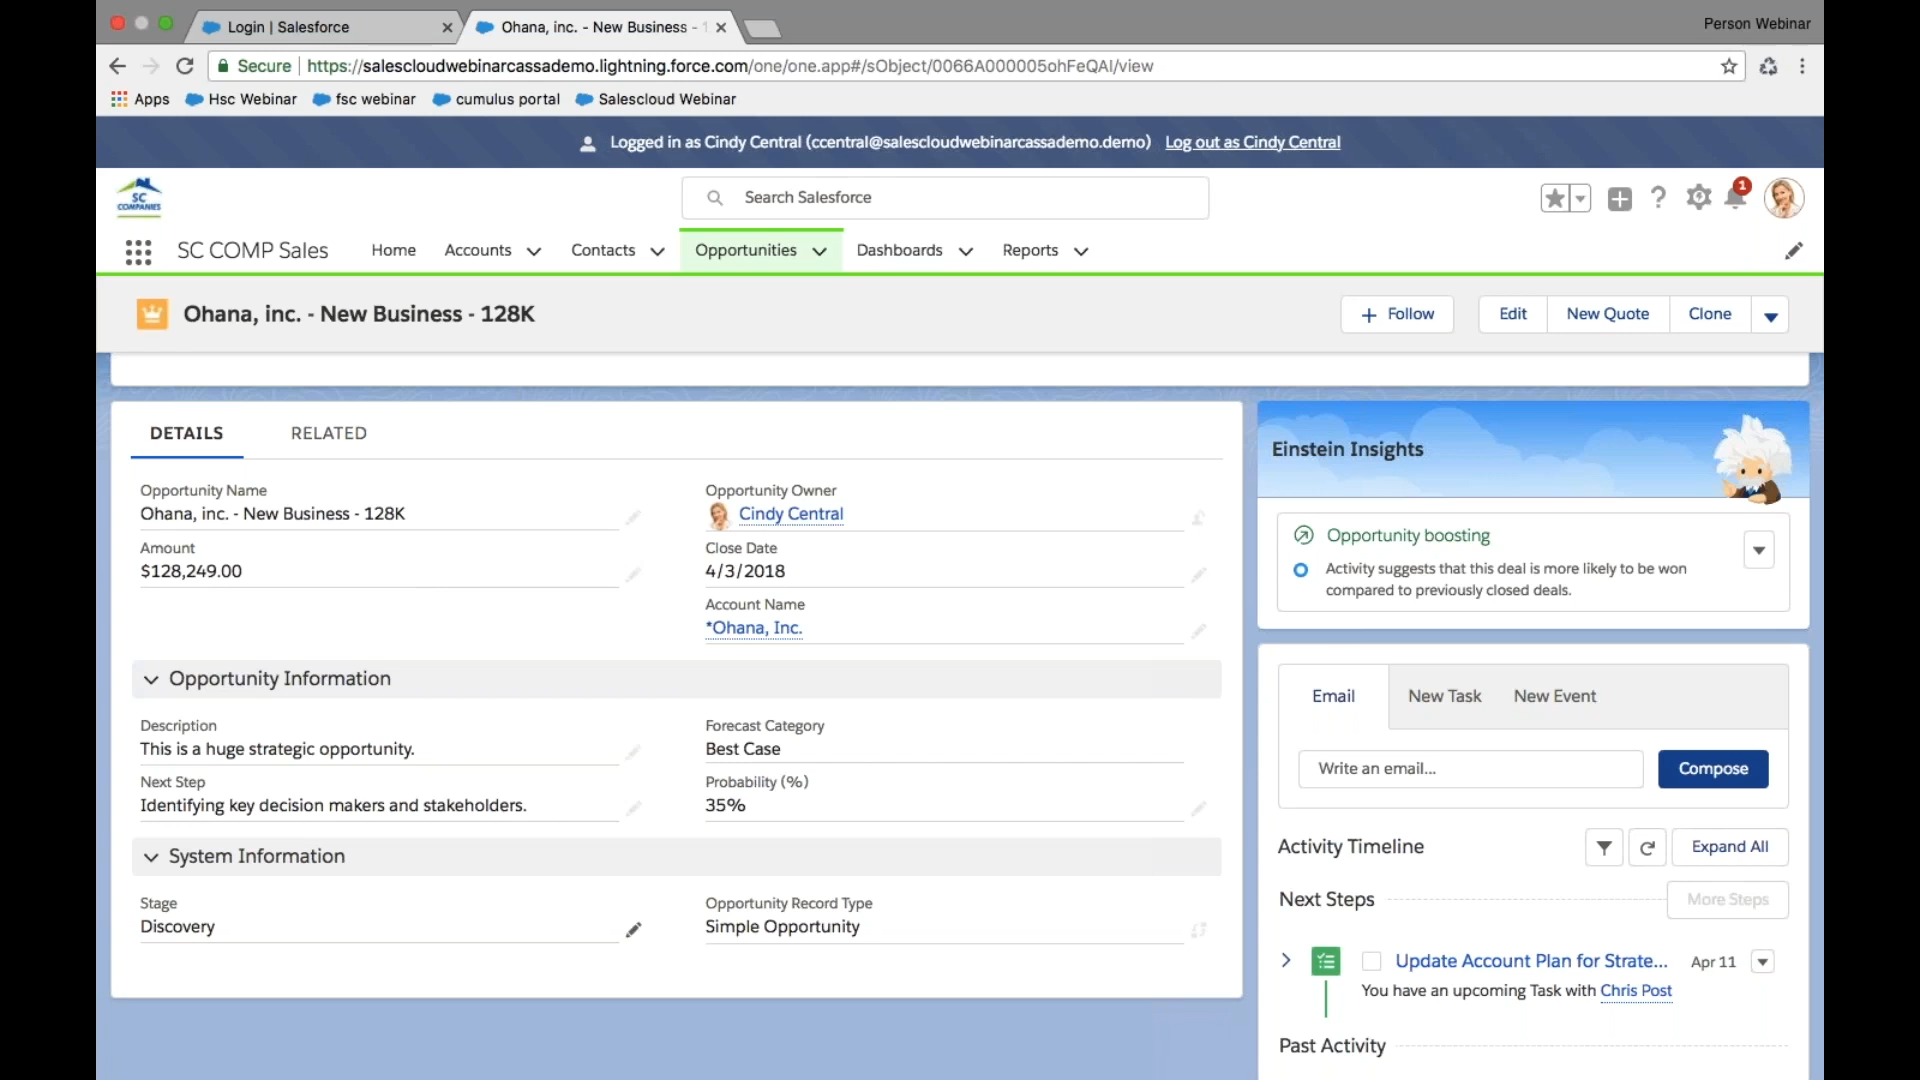 Login | Salesforce
Ohana, inc. - New Business -
Person Webinar
Secure
https://salescloudwebinarcassademo.lightning.force.com/one/one.app#/sObject/0066A000005ohFeQAI/view
Apps
Hsc Webinar
fsc webinar
cumulus portal
Salescloud Webinar
Logged in as Cindy Central (ccentral@salescloudwebinarcassademo.demo) Log out as Cindy Central
SC
COMPANIES
Search Salesforce
1
SC COMP Sales
Home
Accounts
Contacts
Opportunities
Dashboards
Reports
Ohana, inc. - New Business - 128K
+ Follow
Edit
New Quote
Clone
DETAILS
RELATED
Opportunity Name
Ohana, inc. - New Business - 128K
Opportunity Owner
Cindy Central
Amount
$128,249.00
Close Date
4/3/2018
Account Name
*Ohana, Inc.
Opportunity Information
Description
This is a huge strategic opportunity.
Forecast Category
Best Case
Next Step
Identifying key decision makers and stakeholders.
Probability (%)
35%
System Information
Stage
Discovery
Opportunity Record Type
Simple Opportunity
Einstein Insights
Opportunity boosting
Activity suggests that this deal is more likely to be won
compared to previously closed deals.
Email
New Task
New Event
Write an email...
Compose
Activity Timeline
Expand All
Next Steps
More Steps
Update Account Plan for Strate...
Apr 11
You have an upcoming Task with Chris Post
Past Activity